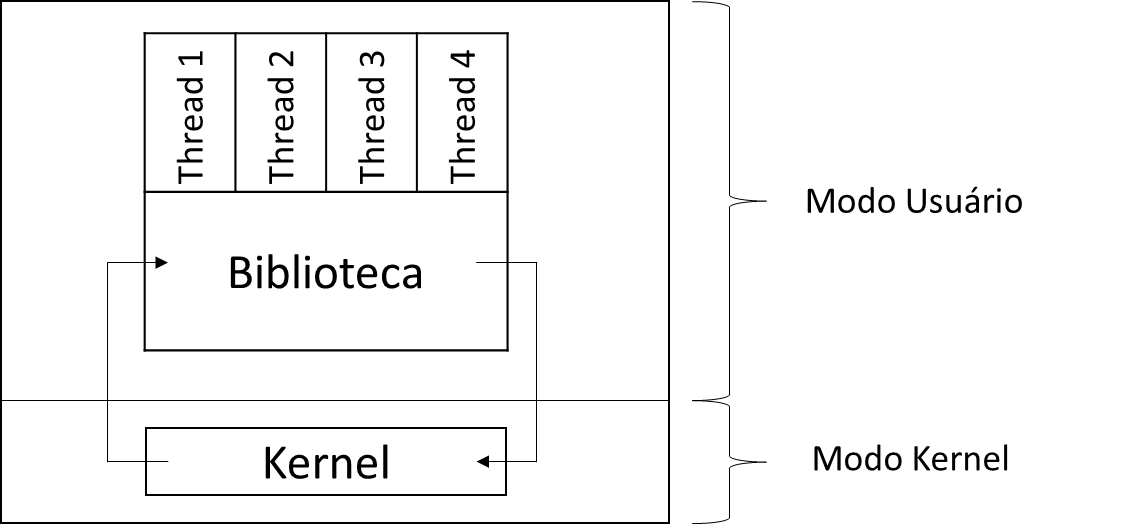 Thread 1
Thread 2
Thread 3
Thread 4
Biblioteca
Modo Usuário
Kernel
Modo Kernel